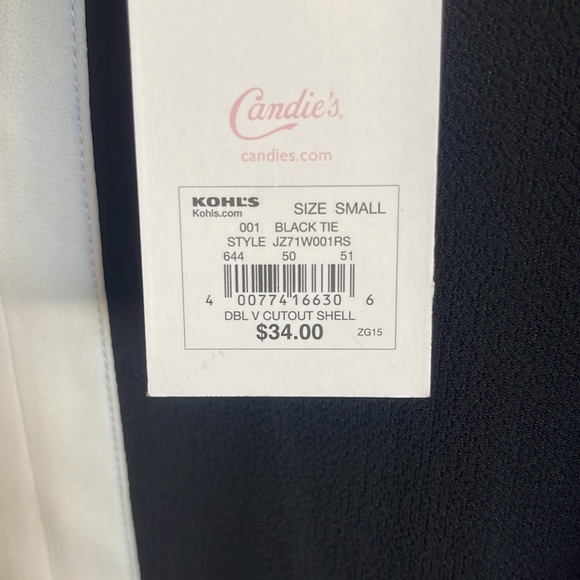 Candie's®
candies.com
KOHL'S
Kohls.com
SIZE SMALL
001 BLACK TIE
STYLE JZ71W001RS
644 50 51
4 00774 16630 6
DBL V CUTOUT SHELL
$34.00
ZG15